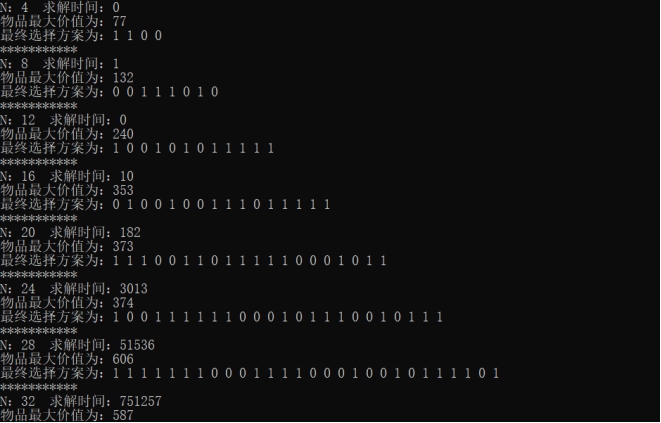 N: 4  求解时间: 0
物品最大价值为: 77
最终选择方案为: 1 1 0 0
***********
N: 8  求解时间: 1
物品最大价值为: 132
最终选择方案为: 0 0 1 1 1 0 1 0
***********
N: 12  求解时间: 0
物品最大价值为: 240
最终选择方案为: 1 0 0 1 0 1 0 1 1 1 1 1
***********
N: 16  求解时间: 10
物品最大价值为: 353
最终选择方案为: 0 1 0 0 1 0 0 1 1 1 0 1 1 1 1 1
***********
N: 20  求解时间: 182
物品最大价值为: 373
最终选择方案为: 1 1 1 0 0 1 1 0 1 1 1 1 1 0 0 0 1 0 1 1
***********
N: 24  求解时间: 3013
物品最大价值为: 374
最终选择方案为: 1 0 0 1 1 1 1 1 1 0 0 0 1 0 1 1 1 0 0 1 0 1 1 1
***********
N: 28  求解时间: 51536
物品最大价值为: 606
最终选择方案为: 1 1 1 1 1 1 1 0 0 0 1 1 1 1 0 0 0 1 0 0 1 0 1 1 1 1 0 1
***********
N: 32  求解时间: 751257
物品最大价值为: 587